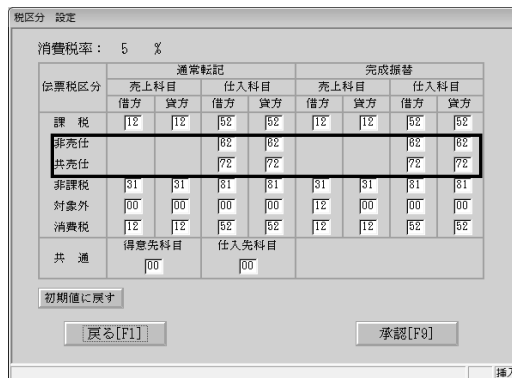 税区分 設定
消費税率： 5 ％
伝票税区分 通常転記 完成振替
売上科目 仕入科目 売上科目 仕入科目
借方 貸方 借方 貸方 借方 貸方 借方 貸方
課 税 12 12 52 52 12 12 52 52
非売仕 62 62 62 62
共売仕 72 72 72 72
非課税 31 31 81 81 31 31 81 81
対象外 00 00 00 00 12 00 00 00
消費税 12 12 52 52 12 12 52 52
共 通 得意先科目 仕入先科目
00 00
初期値に戻す
戻る[F1] 承認[F9]
挿入